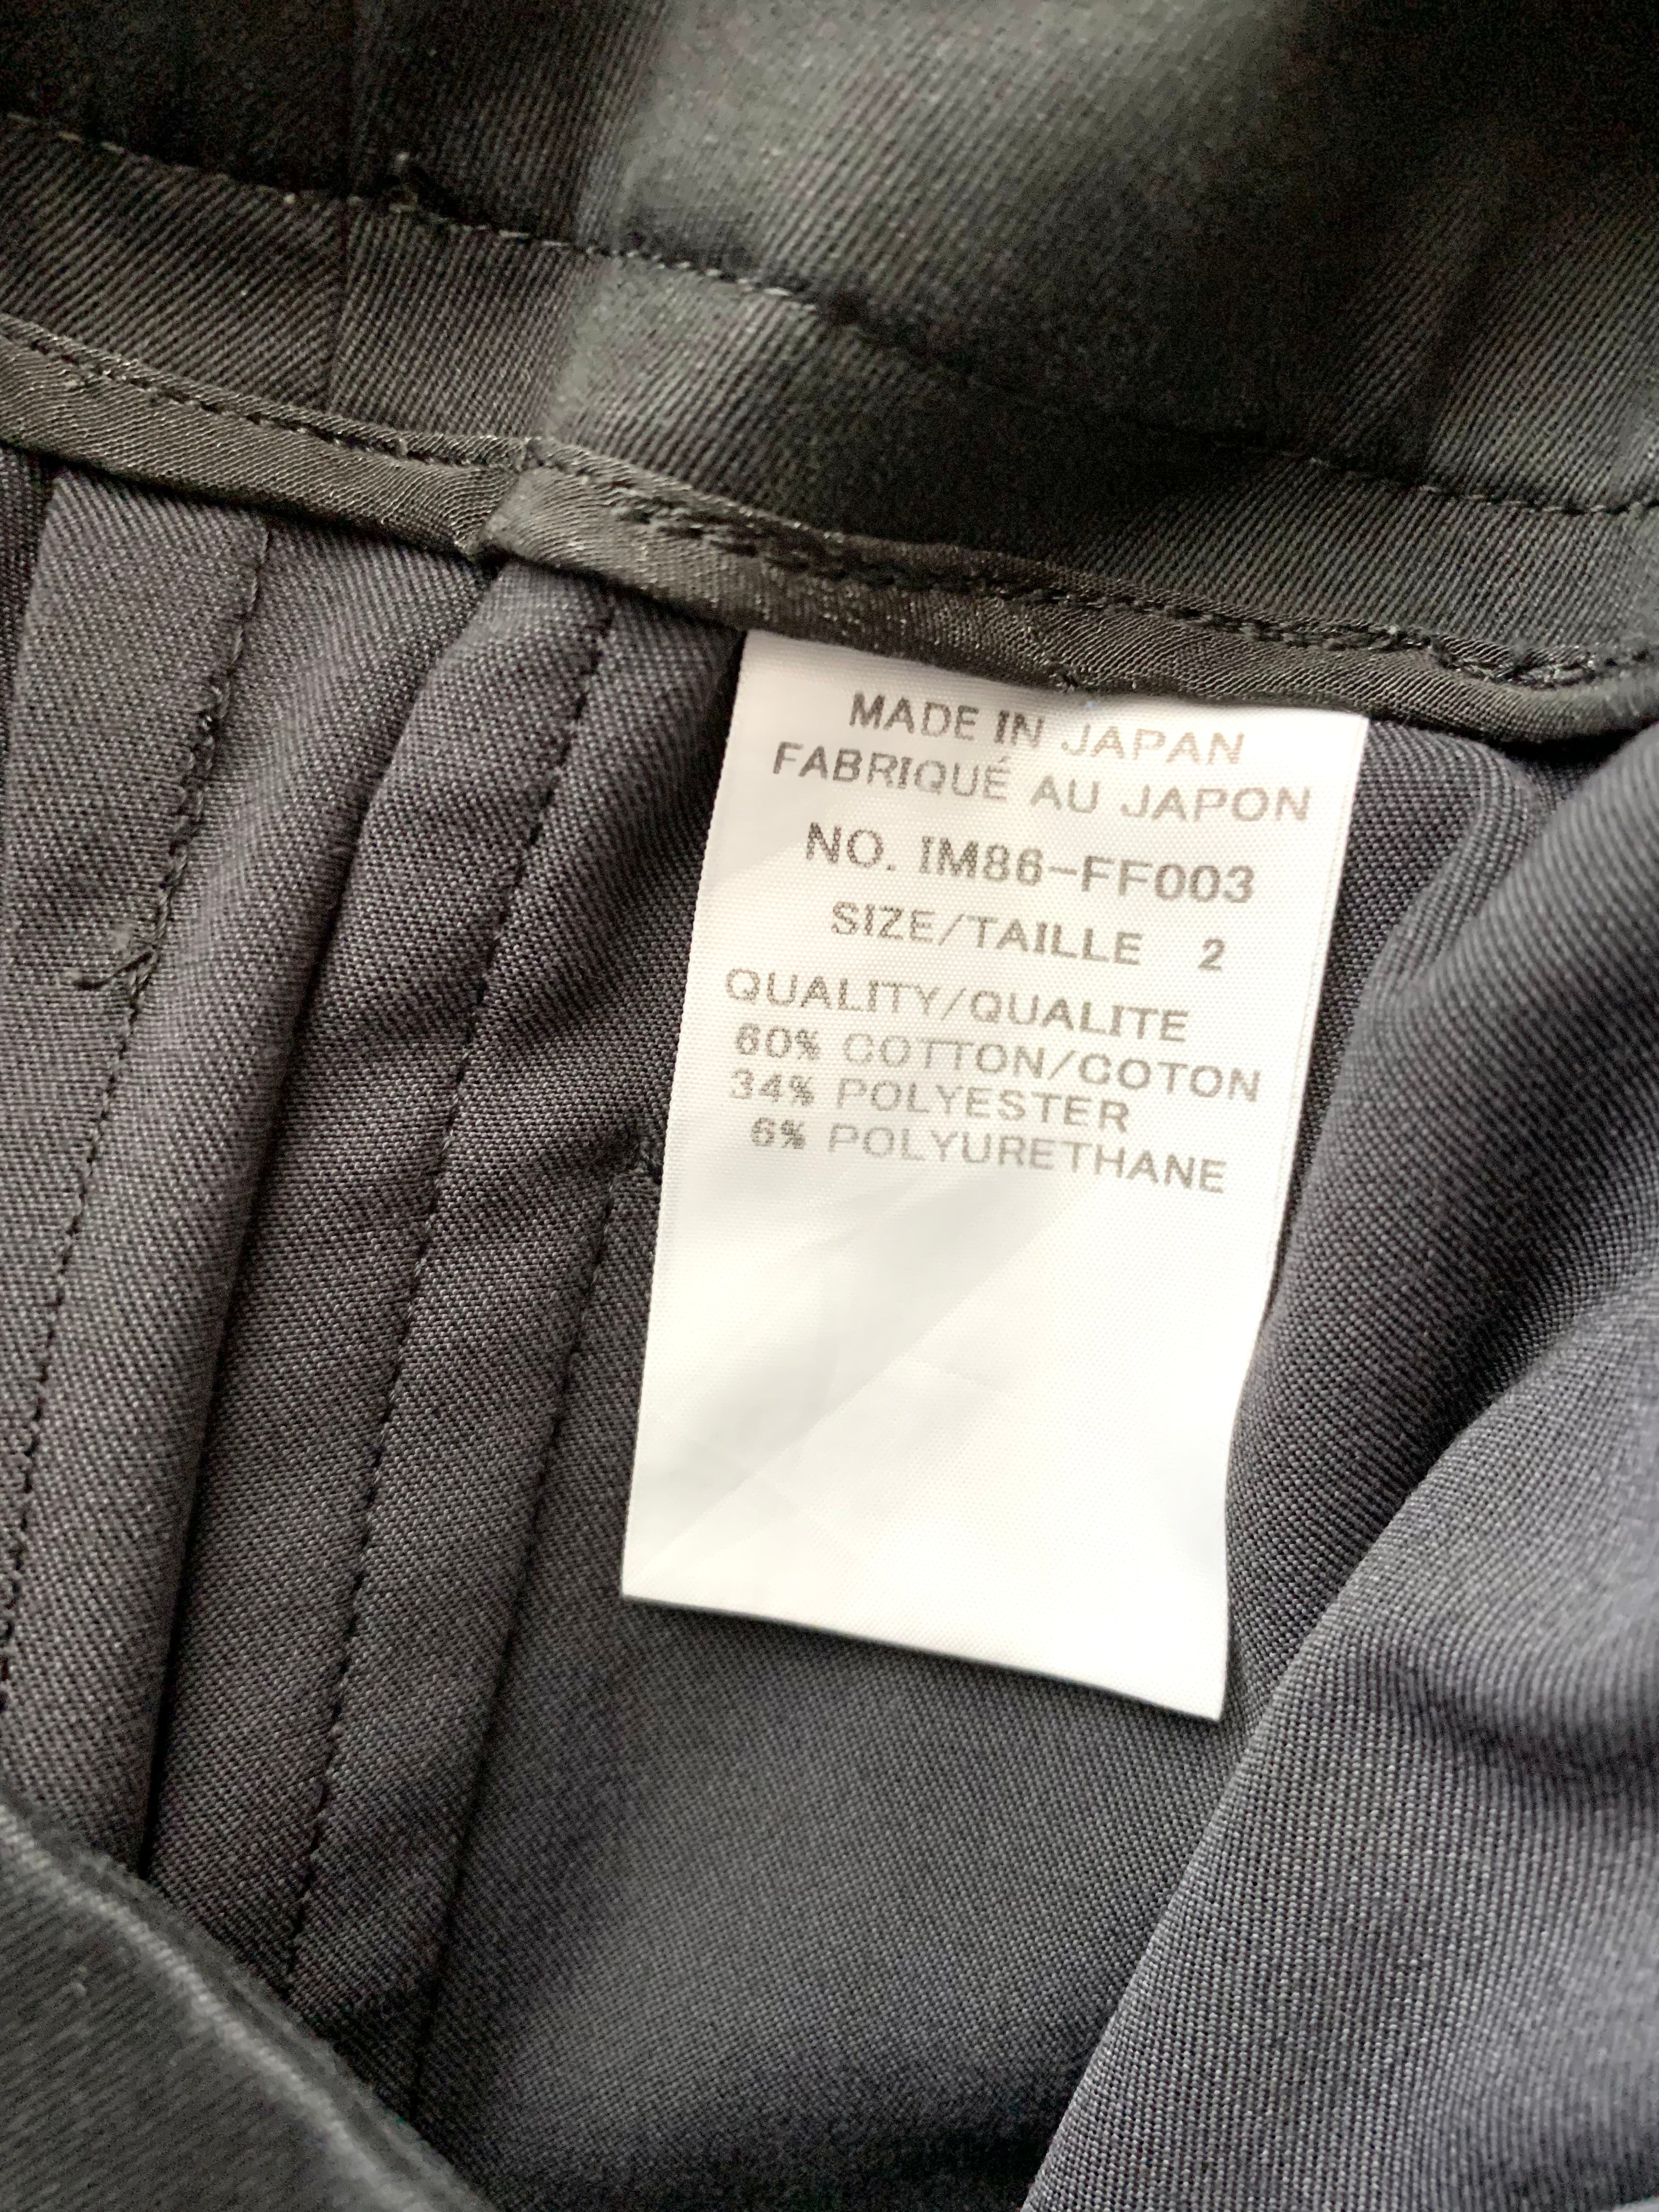 MADE IN JAPAN
FABRIQUÉ AU JAPON
NO. IM86-FF003
SIZE/TAILLE 2
QUALITY/QUALITE
60% COTTON/COTON
34% POLYESTER
6% POLYURETHANE